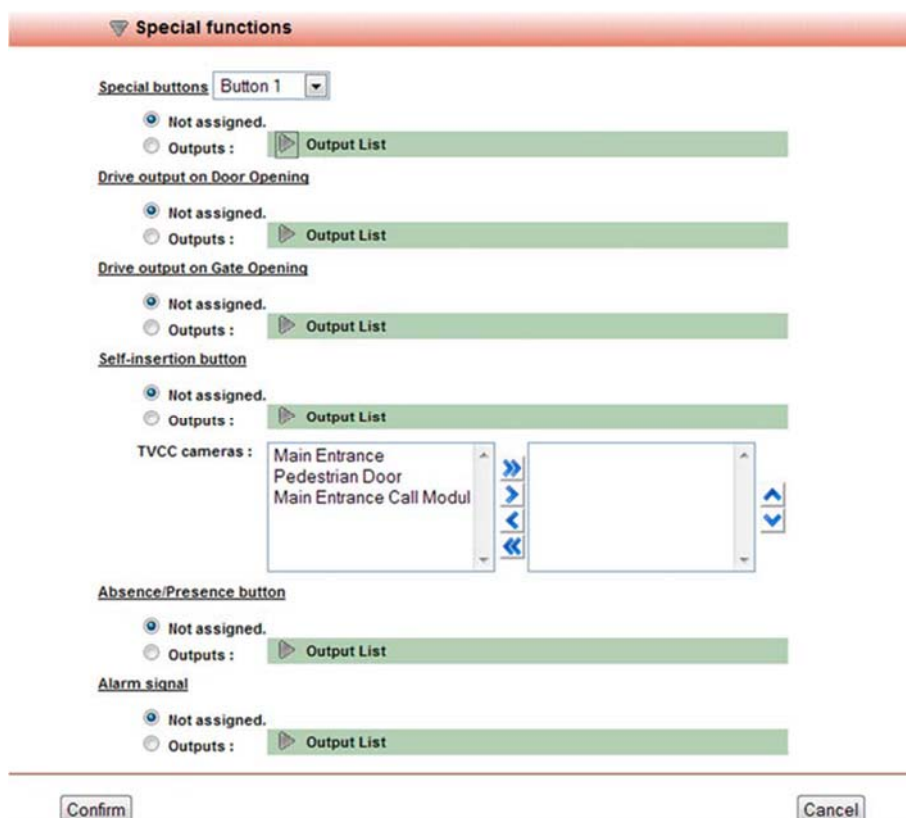 Special functions
Special buttons Button 1
Not assigned.
Outputs : Output List
Drive output on Door Opening
Not assigned.
Outputs : Output List
Drive output on Gate Opening
Not assigned.
Outputs : Output List
Self-insertion button
Not assigned.
Outputs : Output List
TVCC cameras : Main Entrance
Pedestrian Door
Main Entrance Call Modul
Absence/Presence button
Not assigned.
Outputs : Output List
Alarm signal
Not assigned.
Outputs : Output List
Confirm Cancel